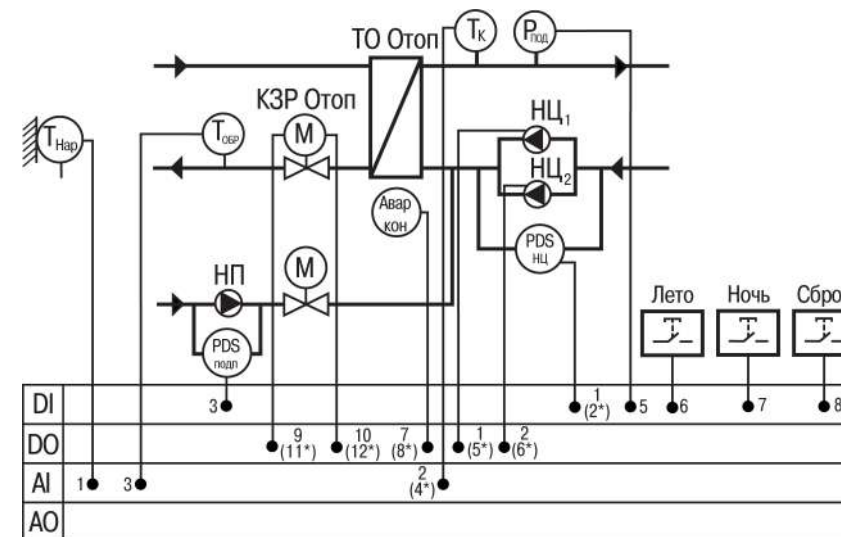 ТО Отоп
TК
Pпод
КЗР Отоп
M
НЦ1
TНар
TОБР
НЦ2
Авар
кон
PDS
НЦ
НП
M
PDS
подп
Лето
Ночь
Сбро
DI
3
1
(2*)
5
6
7
8
DO
9
(11*)
10
(12*)
7
(8*)
1
(5*)
2
(6*)
AI
1
3
2
(4*)
AO